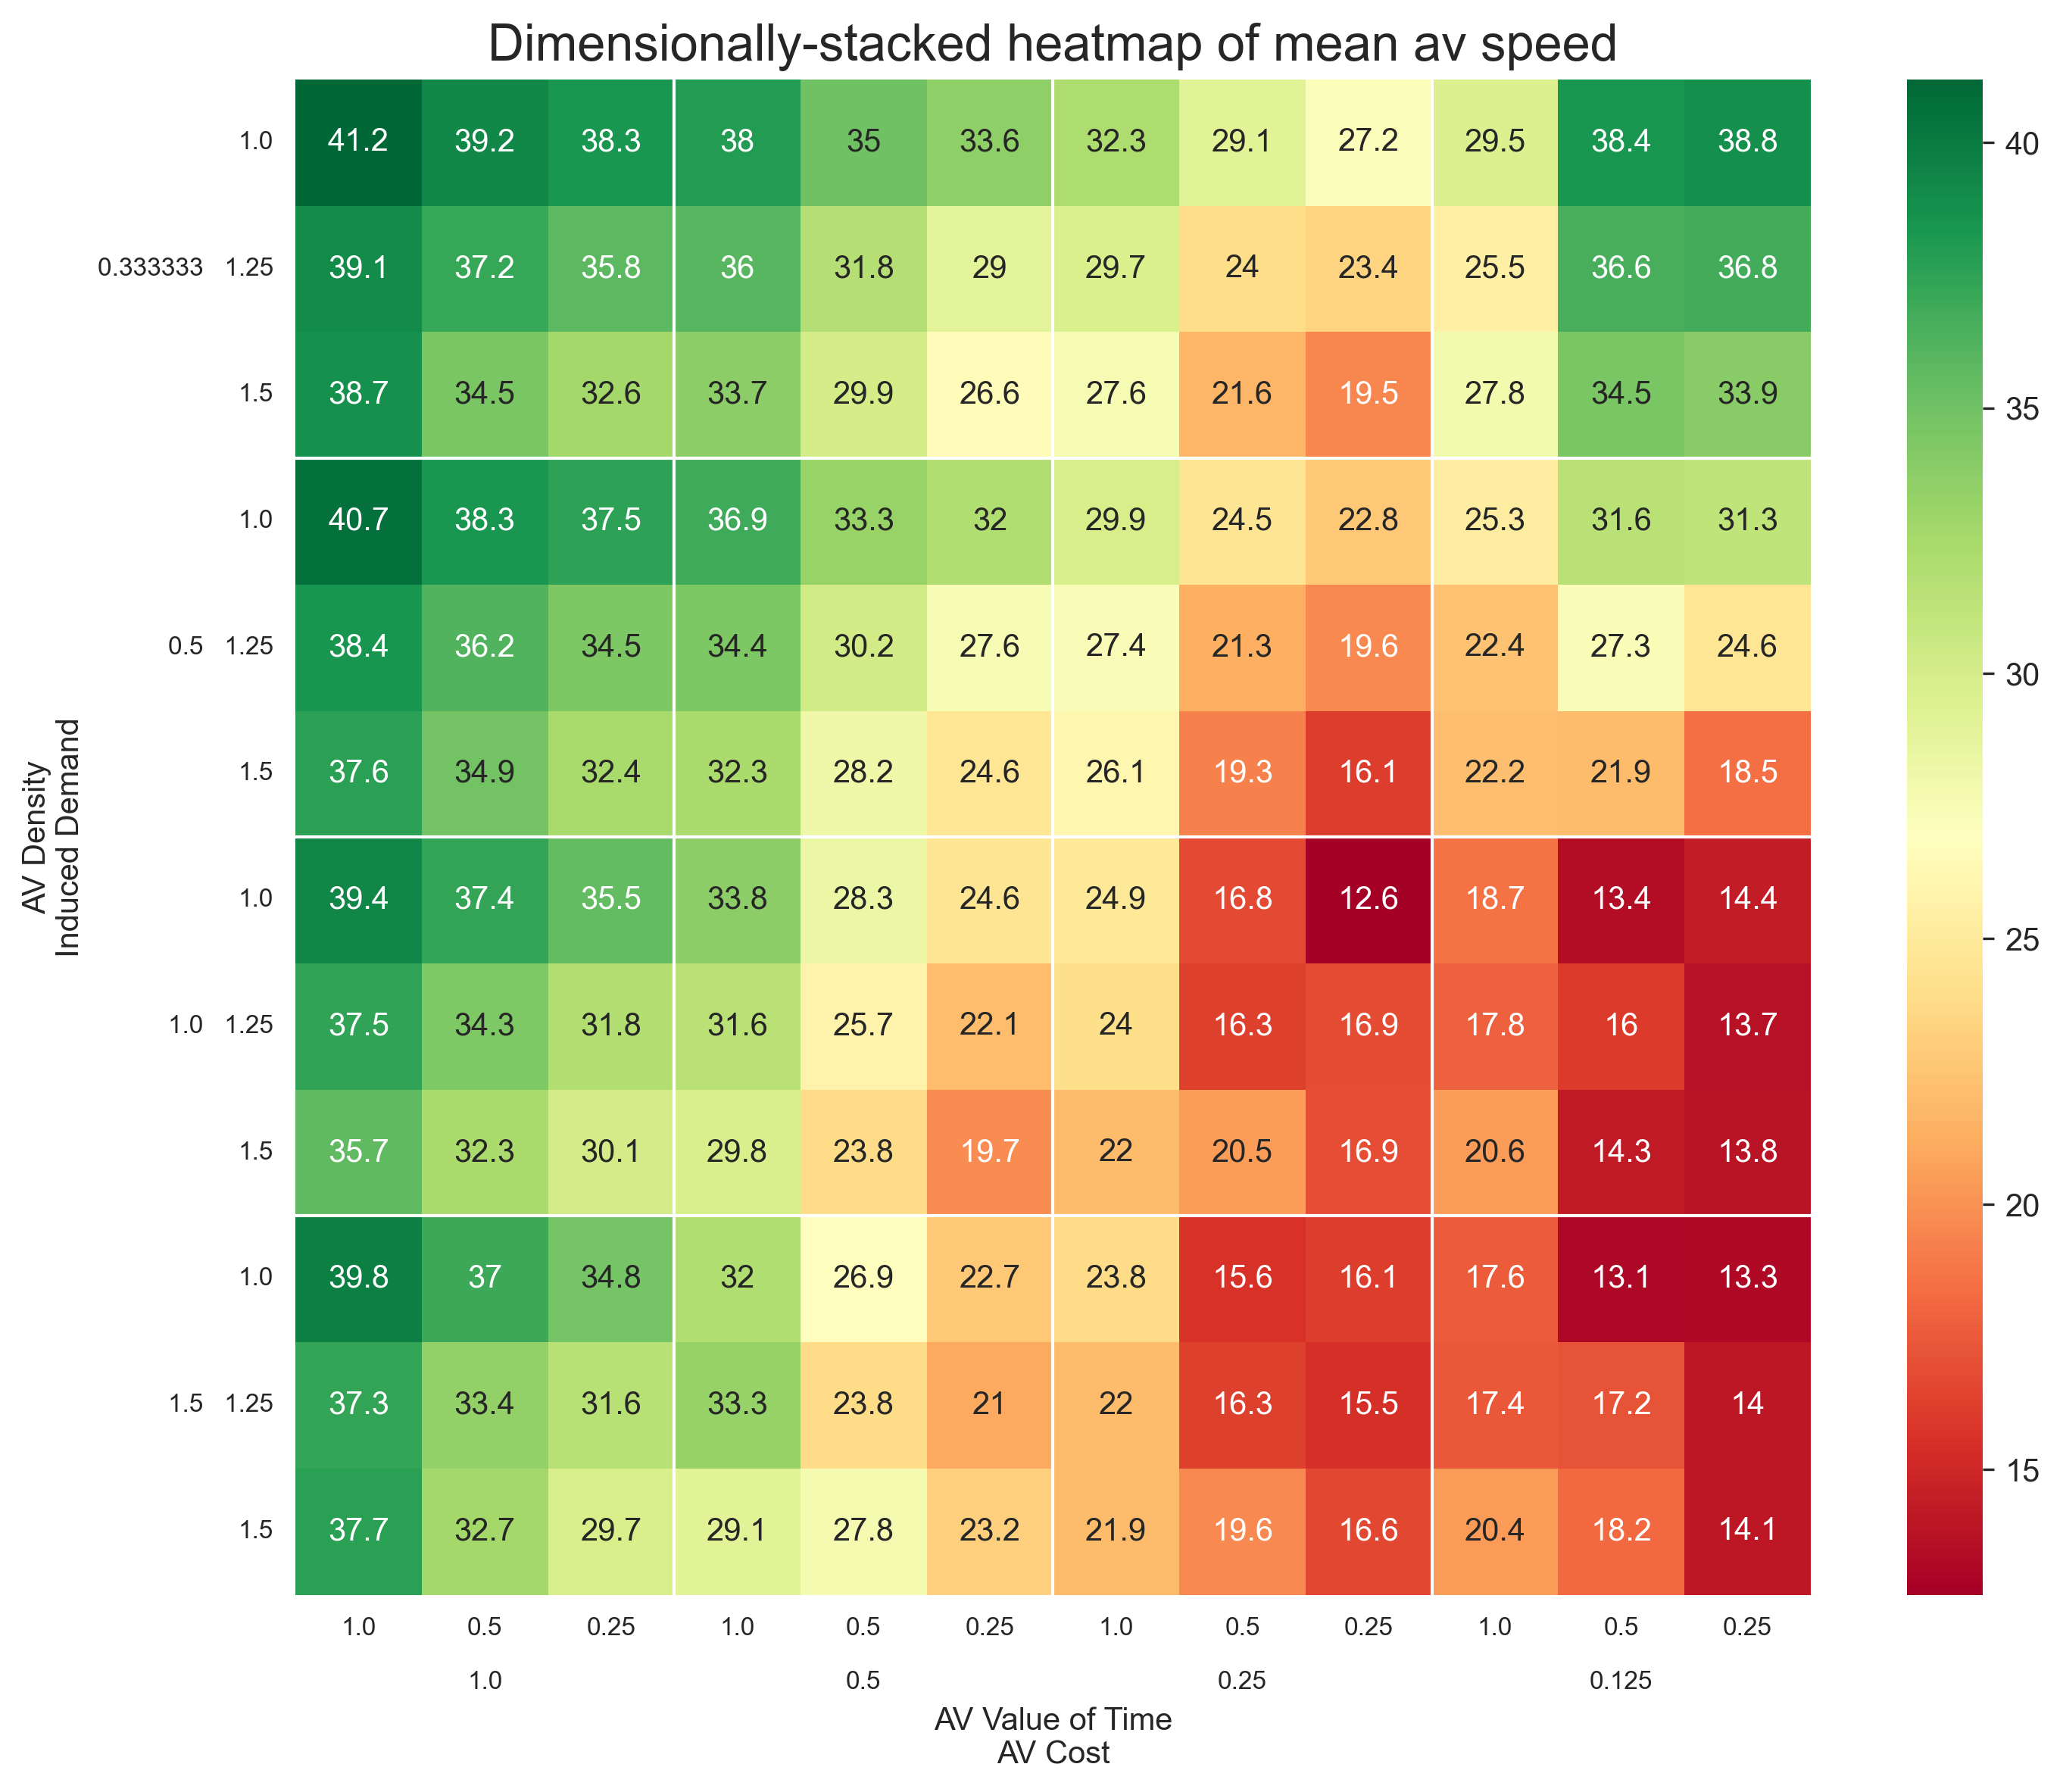 Dimensionally-stacked heatmap of mean av speed
1.0 41.2 39.2 38.3 38 35 33.6 32.3 29.1 27.2 29.5 38.4 38.8
0.333333 1.25 39.1 37.2 35.8 36 31.8 29 29.7 24 23.4 25.5 36.6 36.8
1.5 38.7 34.5 32.6 33.7 29.9 26.6 27.6 21.6 19.5 27.8 34.5 33.9
1.0 40.7 38.3 37.5 36.9 33.3 32 29.9 24.5 22.8 25.3 31.6 31.3
0.5 1.25 38.4 36.2 34.5 34.4 30.2 27.6 27.4 21.3 19.6 22.4 27.3 24.6
1.5 37.6 34.9 32.4 32.3 28.2 24.6 26.1 19.3 16.1 22.2 21.9 18.5
1.0 39.4 37.4 35.5 33.8 28.3 24.6 24.9 16.8 12.6 18.7 13.4 14.4
1.0 1.25 37.5 34.3 31.8 31.6 25.7 22.1 24 16.3 16.9 17.8 16 13.7
1.5 35.7 32.3 30.1 29.8 23.8 19.7 22 20.5 16.9 20.6 14.3 13.8
1.0 39.8 37 34.8 32 26.9 22.7 23.8 15.6 16.1 17.6 13.1 13.3
1.5 1.25 37.3 33.4 31.6 33.3 23.8 21 22 16.3 15.5 17.4 17.2 14
1.5 37.7 32.7 29.7 29.1 27.8 23.2 21.9 19.6 16.6 20.4 18.2 14.1
1.0 0.5 0.25 1.0 0.5 0.25 1.0 0.5 0.25 1.0 0.5 0.25
1.0 0.5 0.25 0.125
AV Value of Time
AV Cost
AV Density
Induced Demand
40
35
30
25
20
15